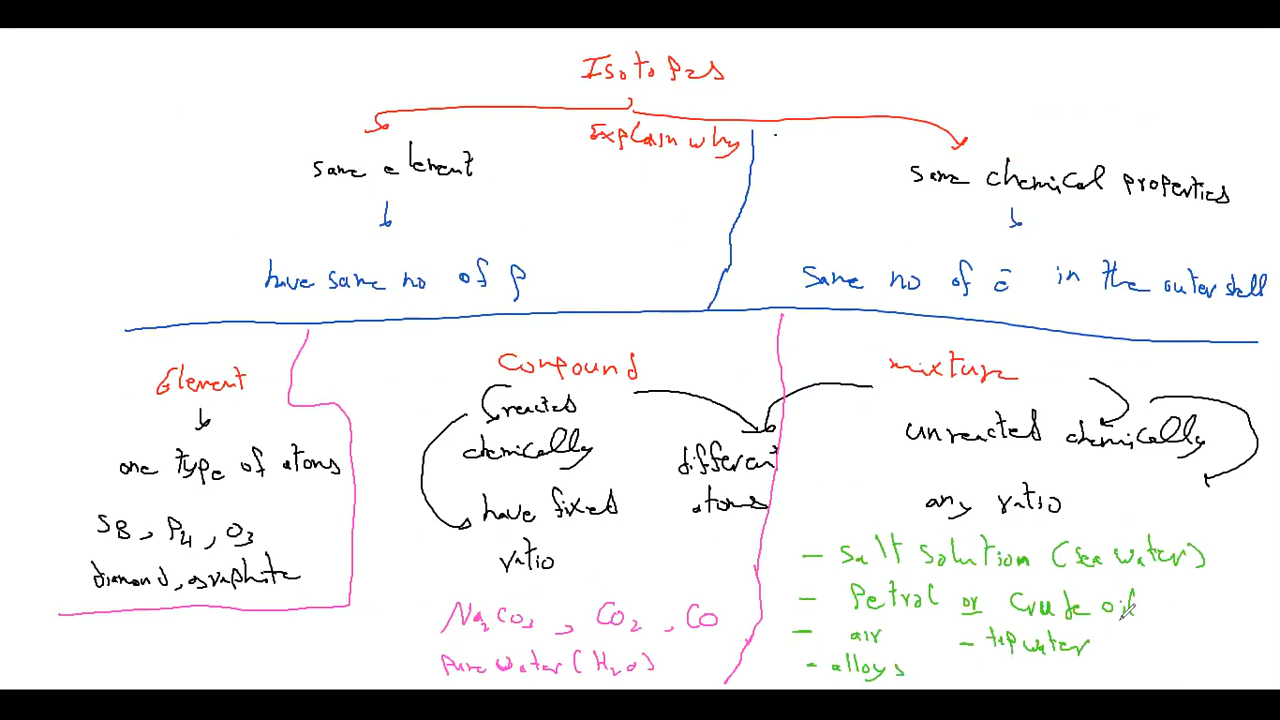 Isotopes
Explain why
same element
same chemical properties
have same no of p
same no of ē in the outer shell
Element
one type of atoms
S8, P4, O3
diamond, graphite
Compound
reacted
chemically
have fixed
ratio
different
atoms
Na2CO3, CO2, CO
pure water (H2O)
mixture
unreacted chemically
any ratio
- salt solution (sea water)
- Petrol or Crude oil
- air - tap water
- alloys